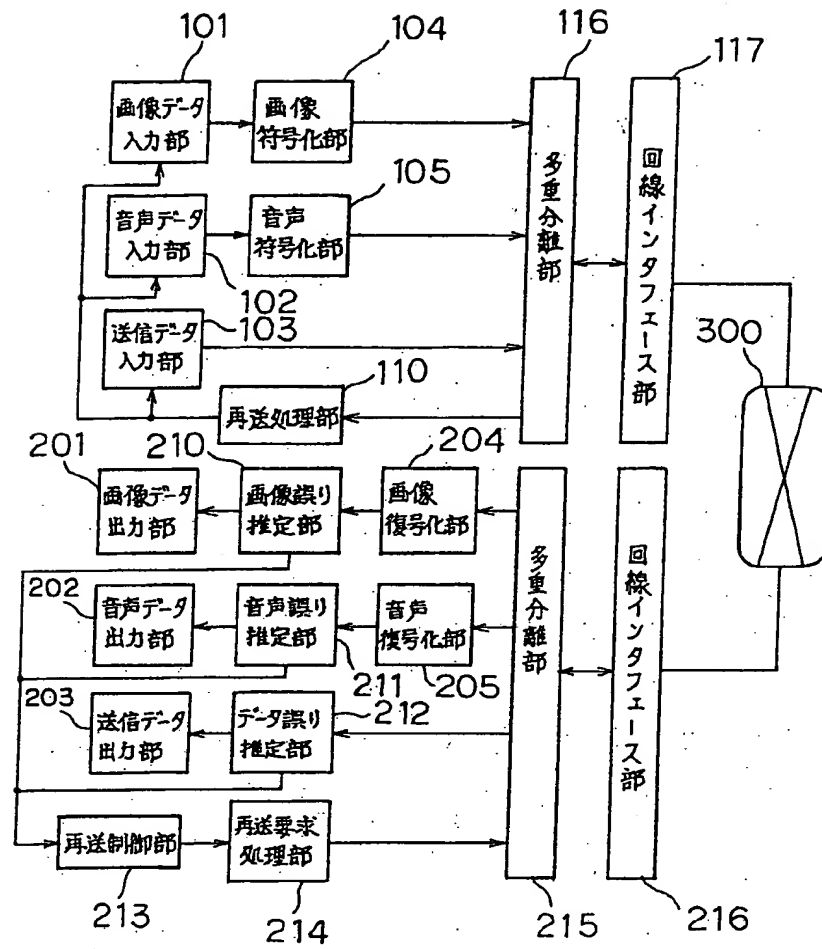 101
104
116
117
画像データ
入力部
画像
符号化部
105
音声データ
入力部
音声
符号化部
102
103
送信データ
入力部
110
再送処理部
多重分離部
回線インタフェース部
300
201
210
204
画像データ
出力部
画像誤り
推定部
画像
復号化部
202
音声データ
出力部
音声誤り
推定部
音声
復号化部
211
205
203
212
送信データ
出力部
データ誤り
推定部
再送制御部
再送要求
処理部
213
214
多重分離部
回線インタフェース部
215
216